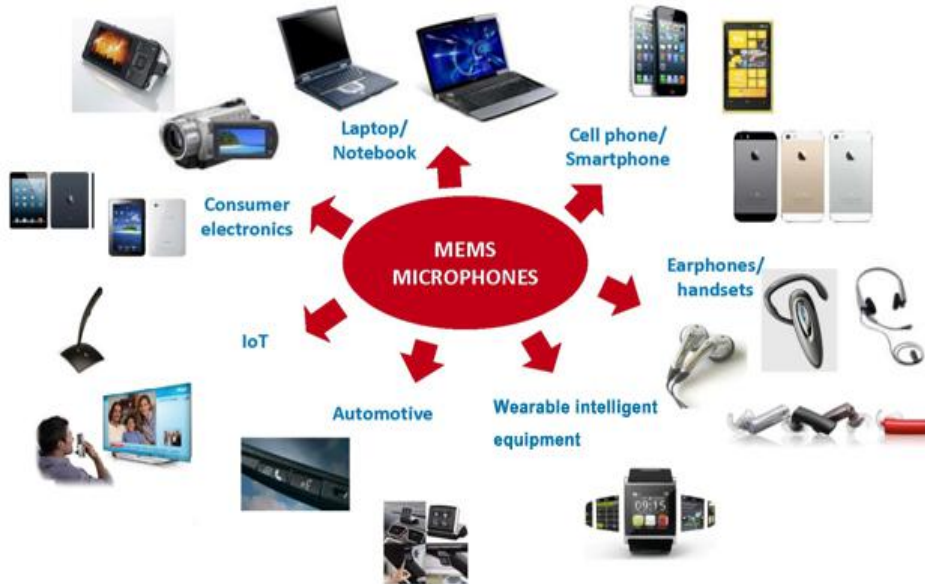 Laptop/
Notebook
Cell phone/
Smartphone
Consumer
electronics
MEMS
MICROPHONES
Earphones/
handsets
IoT
Automotive
Wearable intelligent
equipment
09:15